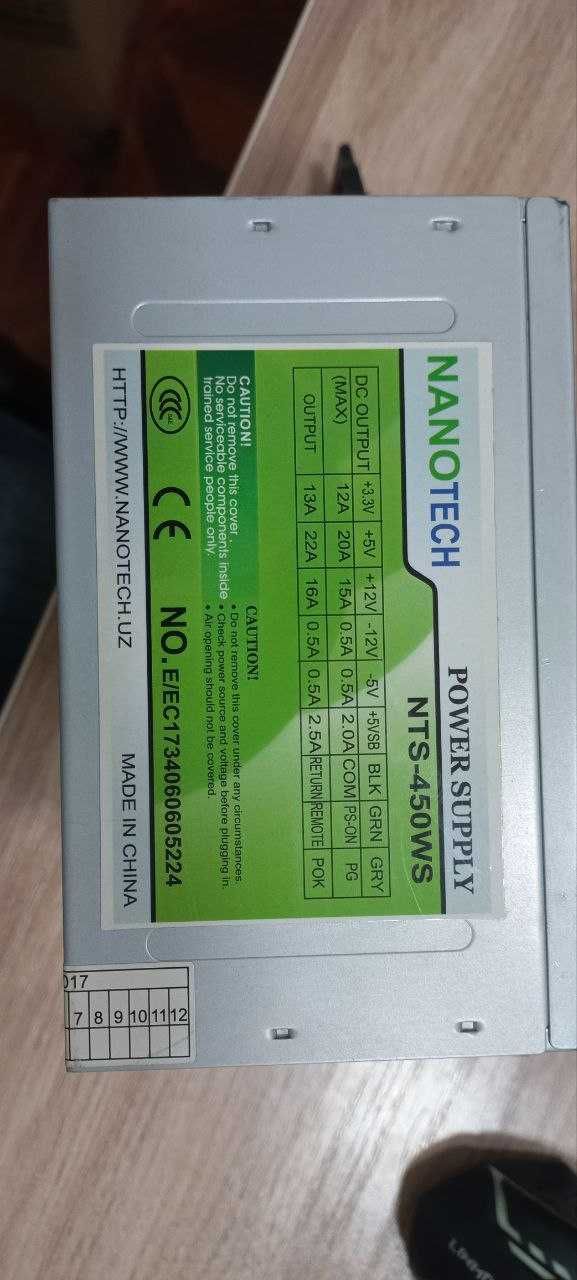 NANOTECH
POWER SUPPLY
NTS-450WS
DC OUTPUT +3.3V +5V +12V -12V -5V +5VSB BLK GRN GRY
(MAX) 12A 20A 15A 0.5A 0.5A 2.0A COM PS-ON PG
OUTPUT 13A 22A 16A 0.5A 0.5A 2.5A RETURN REMOTE POK
CAUTION!
Do not remove this cover,
No serviceable components inside
trained service people only.
CAUTION!
• Do not remove this cover under any circumstances
• Check power source and voltage before plugging in.
• Air opening should not be covered.
CE NO.E/EC1734060605224
HTTP://WWW.NANOTECH.UZ MADE IN CHINA
017
7 8 9 10 11 12